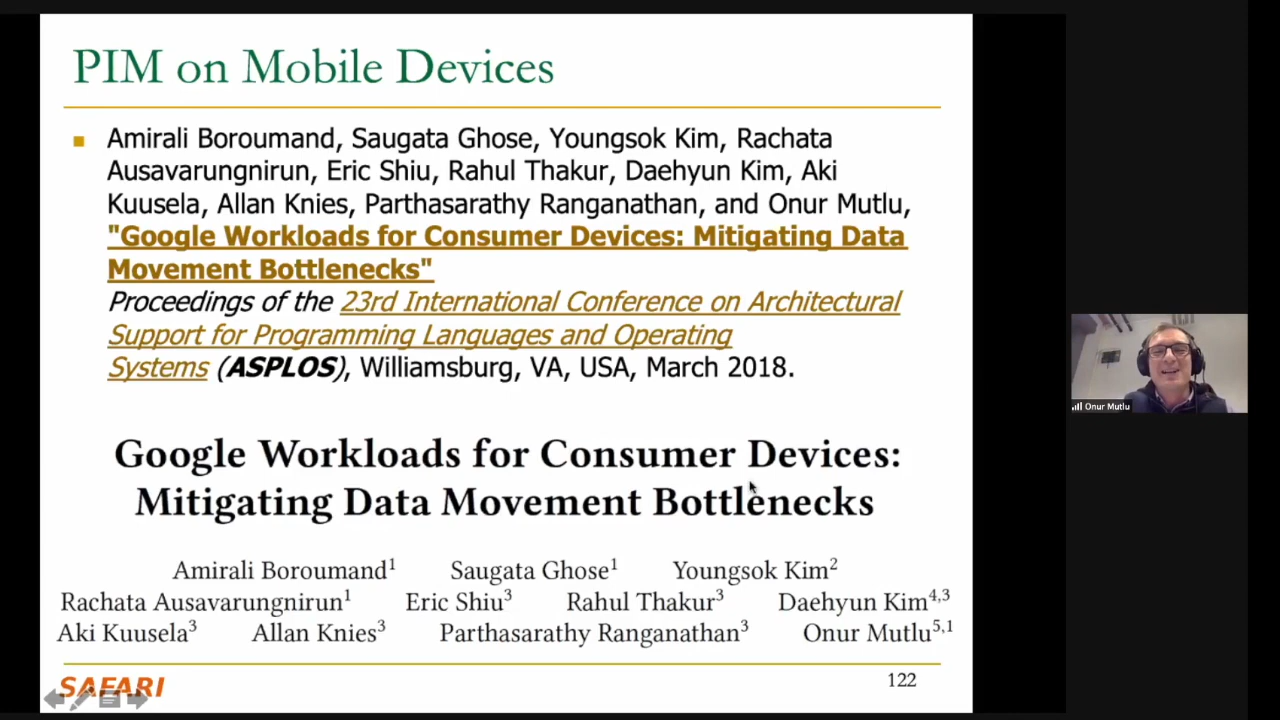 PIM on Mobile Devices
Amirali Boroumand, Saugata Ghose, Youngsok Kim, Rachata
Ausavarungnirun, Eric Shiu, Rahul Thakur, Daehyun Kim, Aki
Kuusela, Allan Knies, Parthasarathy Ranganathan, and Onur Mutlu,
"Google Workloads for Consumer Devices: Mitigating Data
Movement Bottlenecks"
Proceedings of the 23rd International Conference on Architectural
Support for Programming Languages and Operating
Systems (ASPLOS), Williamsburg, VA, USA, March 2018.
Google Workloads for Consumer Devices:
Mitigating Data Movement Bottlenecks
Amirali Boroumand¹ Saugata Ghose¹ Youngsok Kim²
Rachata Ausavarungnirun¹ Eric Shiu³ Rahul Thakur³ Daehyun Kim⁴,³
Aki Kuusela³ Allan Knies³ Parthasarathy Ranganathan³ Onur Mutlu⁵,¹
SAFARI
122
Onur Mutlu